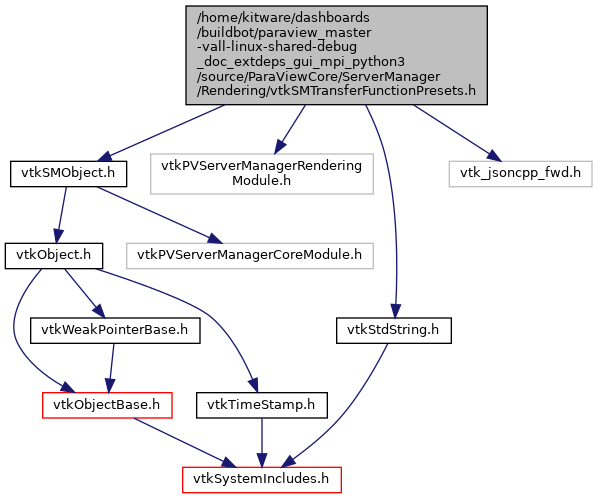 /home/kitware/dashboards
/buildbot/paraview_master
-vall-linux-shared-debug
_doc_extdeps_gui_mpi_python3
/source/ParaViewCore/ServerManager
/Rendering/vtkSMTransferFunctionPresets.h
vtkSMObject.h
vtkPVServerManagerRendering
Module.h
vtk_jsoncpp_fwd.h
vtkObject.h
vtkPVServerManagerCoreModule.h
vtkWeakPointerBase.h
vtkStdString.h
vtkObjectBase.h
vtkTimeStamp.h
vtkSystemIncludes.h